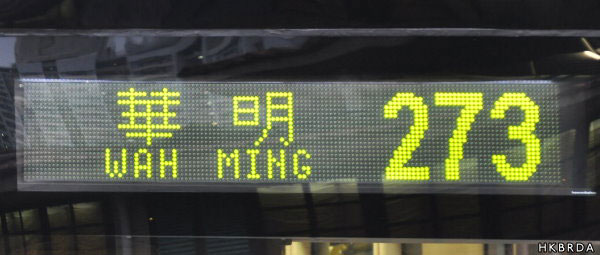 華 明 273
WAH MING
HKBRDA